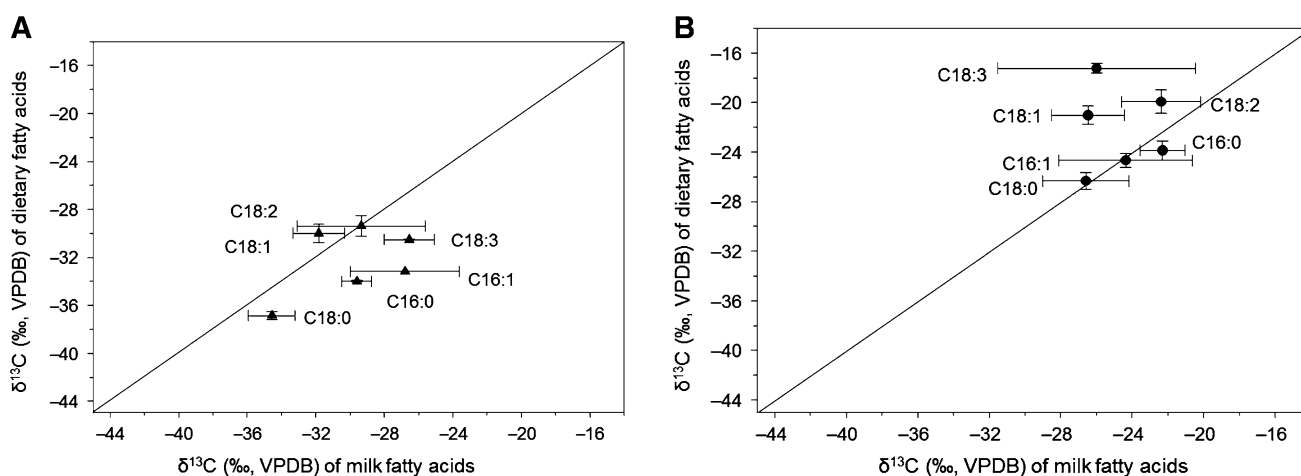 A
δ13C (‰, VPDB) of dietary fatty acids
−16
−20
−24
−28
−32
−36
−40
−44
C18:2
C18:1
C18:3
C16:1
C16:0
C18:0
−44
−40
−36
−32
−28
−24
−20
−16
δ13C (‰, VPDB) of milk fatty acids
B
δ13C (‰, VPDB) of dietary fatty acids
−16
−20
−24
−28
−32
−36
−40
−44
C18:3
C18:2
C18:1
C16:0
C16:1
C18:0
−44
−40
−36
−32
−28
−24
−20
−16
δ13C (‰, VPDB) of milk fatty acids